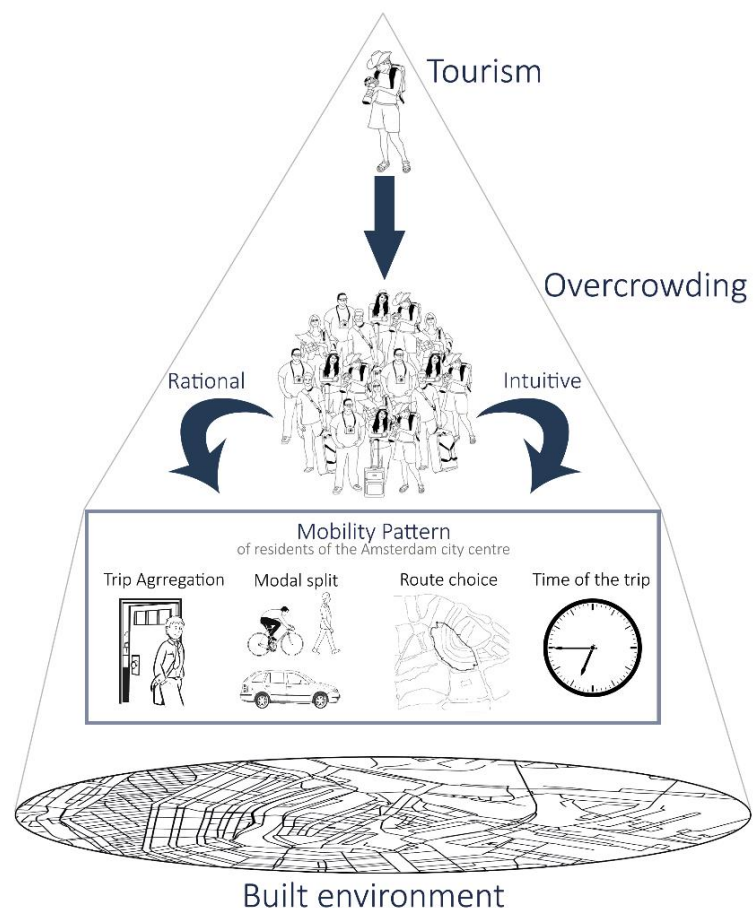 Tourism
Overcrowding
Rational
Intuitive
Mobility Pattern
of residents of the Amsterdam city centre
Trip Agrregation
Modal split
Route choice
Time of the trip
Built environment